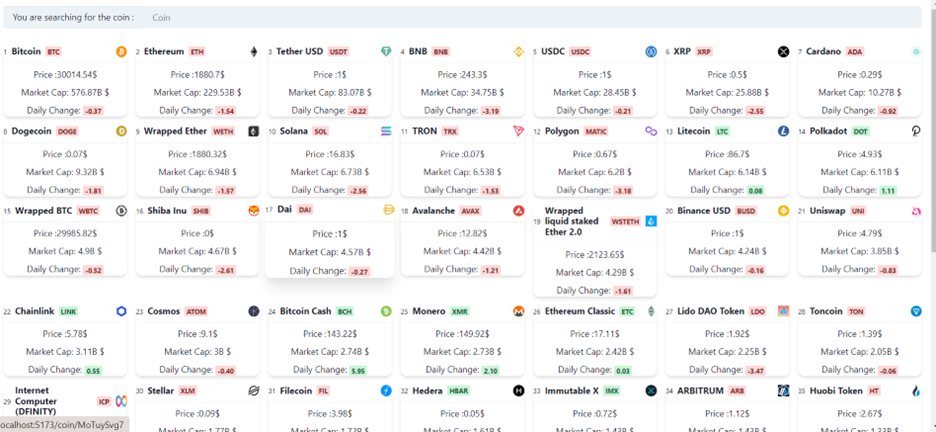 You are searching for the coin : Coin
1 Bitcoin BTC 2 Ethereum ETH 3 Tether USD USDT 4 BNB BNB 5 USDC USDC 6 XRP XRP 7 Cardano ADA
Price :30014.54$ Price :1880.7$ Price :1$ Price :243.3$ Price :1$ Price :0.5$ Price :0.29$
Market Cap: 576.87B $ Market Cap: 229.53B $ Market Cap: 83.07B $ Market Cap: 34.75B $ Market Cap: 28.45B $ Market Cap: 25.88B $ Market Cap: 10.27B $
Daily Change: -0.37 Daily Change: -1.54 Daily Change: -0.22 Daily Change: -3.19 Daily Change: -0.21 Daily Change: -2.55 Daily Change: -0.92
8 Dogecoin DOGE 9 Wrapped Ether WETH 10 Solana SOL 11 TRON TRX 12 Polygon MATIC 13 Litecoin LTC 14 Polkadot DOT
Price :0.07$ Price :1880.32$ Price :16.83$ Price :0.07$ Price :0.67$ Price :86.7$ Price :4.93$
Market Cap: 9.32B $ Market Cap: 6.94B $ Market Cap: 6.73B $ Market Cap: 6.53B $ Market Cap: 6.2B $ Market Cap: 6.14B $ Market Cap: 6.11B $
Daily Change: -1.81 Daily Change: -1.57 Daily Change: -2.56 Daily Change: -1.53 Daily Change: -3.18 Daily Change: 0.08 Daily Change: 1.11
15 Wrapped BTC WBTC 16 Shiba Inu SHIB 17 Dai DAI 18 Avalanche AVAX 19 Wrapped liquid staked Ether 2.0 WSTETH 20 Binance USD BUSD 21 Uniswap UNI
Price :29985.82$ Price :0$ Price :1$ Price :12.82$ Price :2123.65$ Price :1$ Price :4.79$
Market Cap: 4.9B $ Market Cap: 4.67B $ Market Cap: 4.57B $ Market Cap: 4.42B $ Market Cap: 4.29B $ Market Cap: 4.24B $ Market Cap: 3.85B $
Daily Change: -0.52 Daily Change: -2.61 Daily Change: -0.27 Daily Change: -1.21 Daily Change: -1.61 Daily Change: -0.16 Daily Change: -0.83
22 Chainlink LINK 23 Cosmos ATOM 24 Bitcoin Cash BCH 25 Monero XMR 26 Ethereum Classic ETC 27 Lido DAO Token LDO 28 Toncoin TON
Price :5.78$ Price :9.1$ Price :143.22$ Price :149.92$ Price :17.11$ Price :1.92$ Price :1.39$
Market Cap: 3.11B $ Market Cap: 3B $ Market Cap: 2.74B $ Market Cap: 2.73B $ Market Cap: 2.42B $ Market Cap: 2.25B $ Market Cap: 2.05B $
Daily Change: 0.55 Daily Change: -0.40 Daily Change: 5.95 Daily Change: 2.10 Daily Change: 0.03 Daily Change: -3.47 Daily Change: -0.06
29 Internet Computer (DFINITY) ICP 30 Stellar XLM 31 Filecoin FIL 32 Hedera HBAR 33 Immutable X IMX 34 ARBITRUM ARB 35 Huobi Token HT
Price :0.09$ Price :3.98$ Price :0.05$ Price :0.72$ Price :1.12$ Price :2.67$
localhost:5173/coin/MoTuySvg7